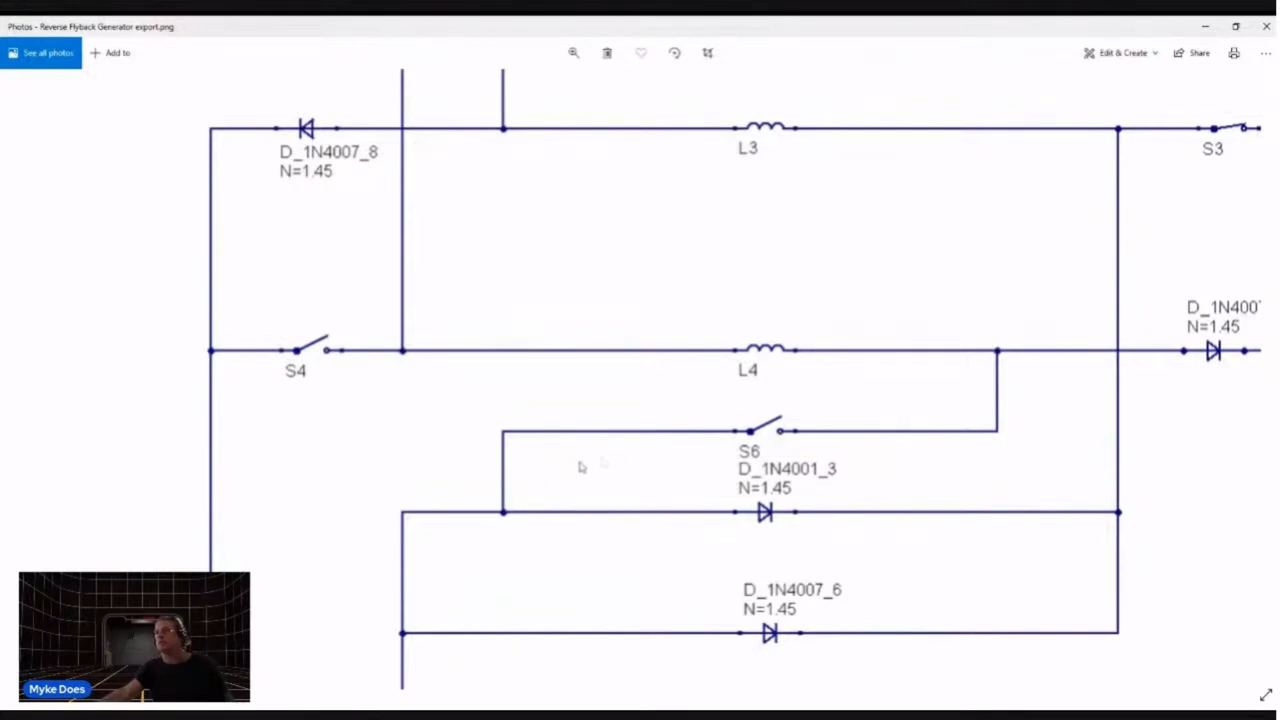 Photos - Reverse Flyback Generator export.png
See all photos
Add to
Edit & Create
Share
D_1N4007_8
N=1.45
L3
S3
D_1N400
N=1.45
S4
L4
S6
D_1N4001_3
N=1.45
D_1N4007_6
N=1.45
Myke Does